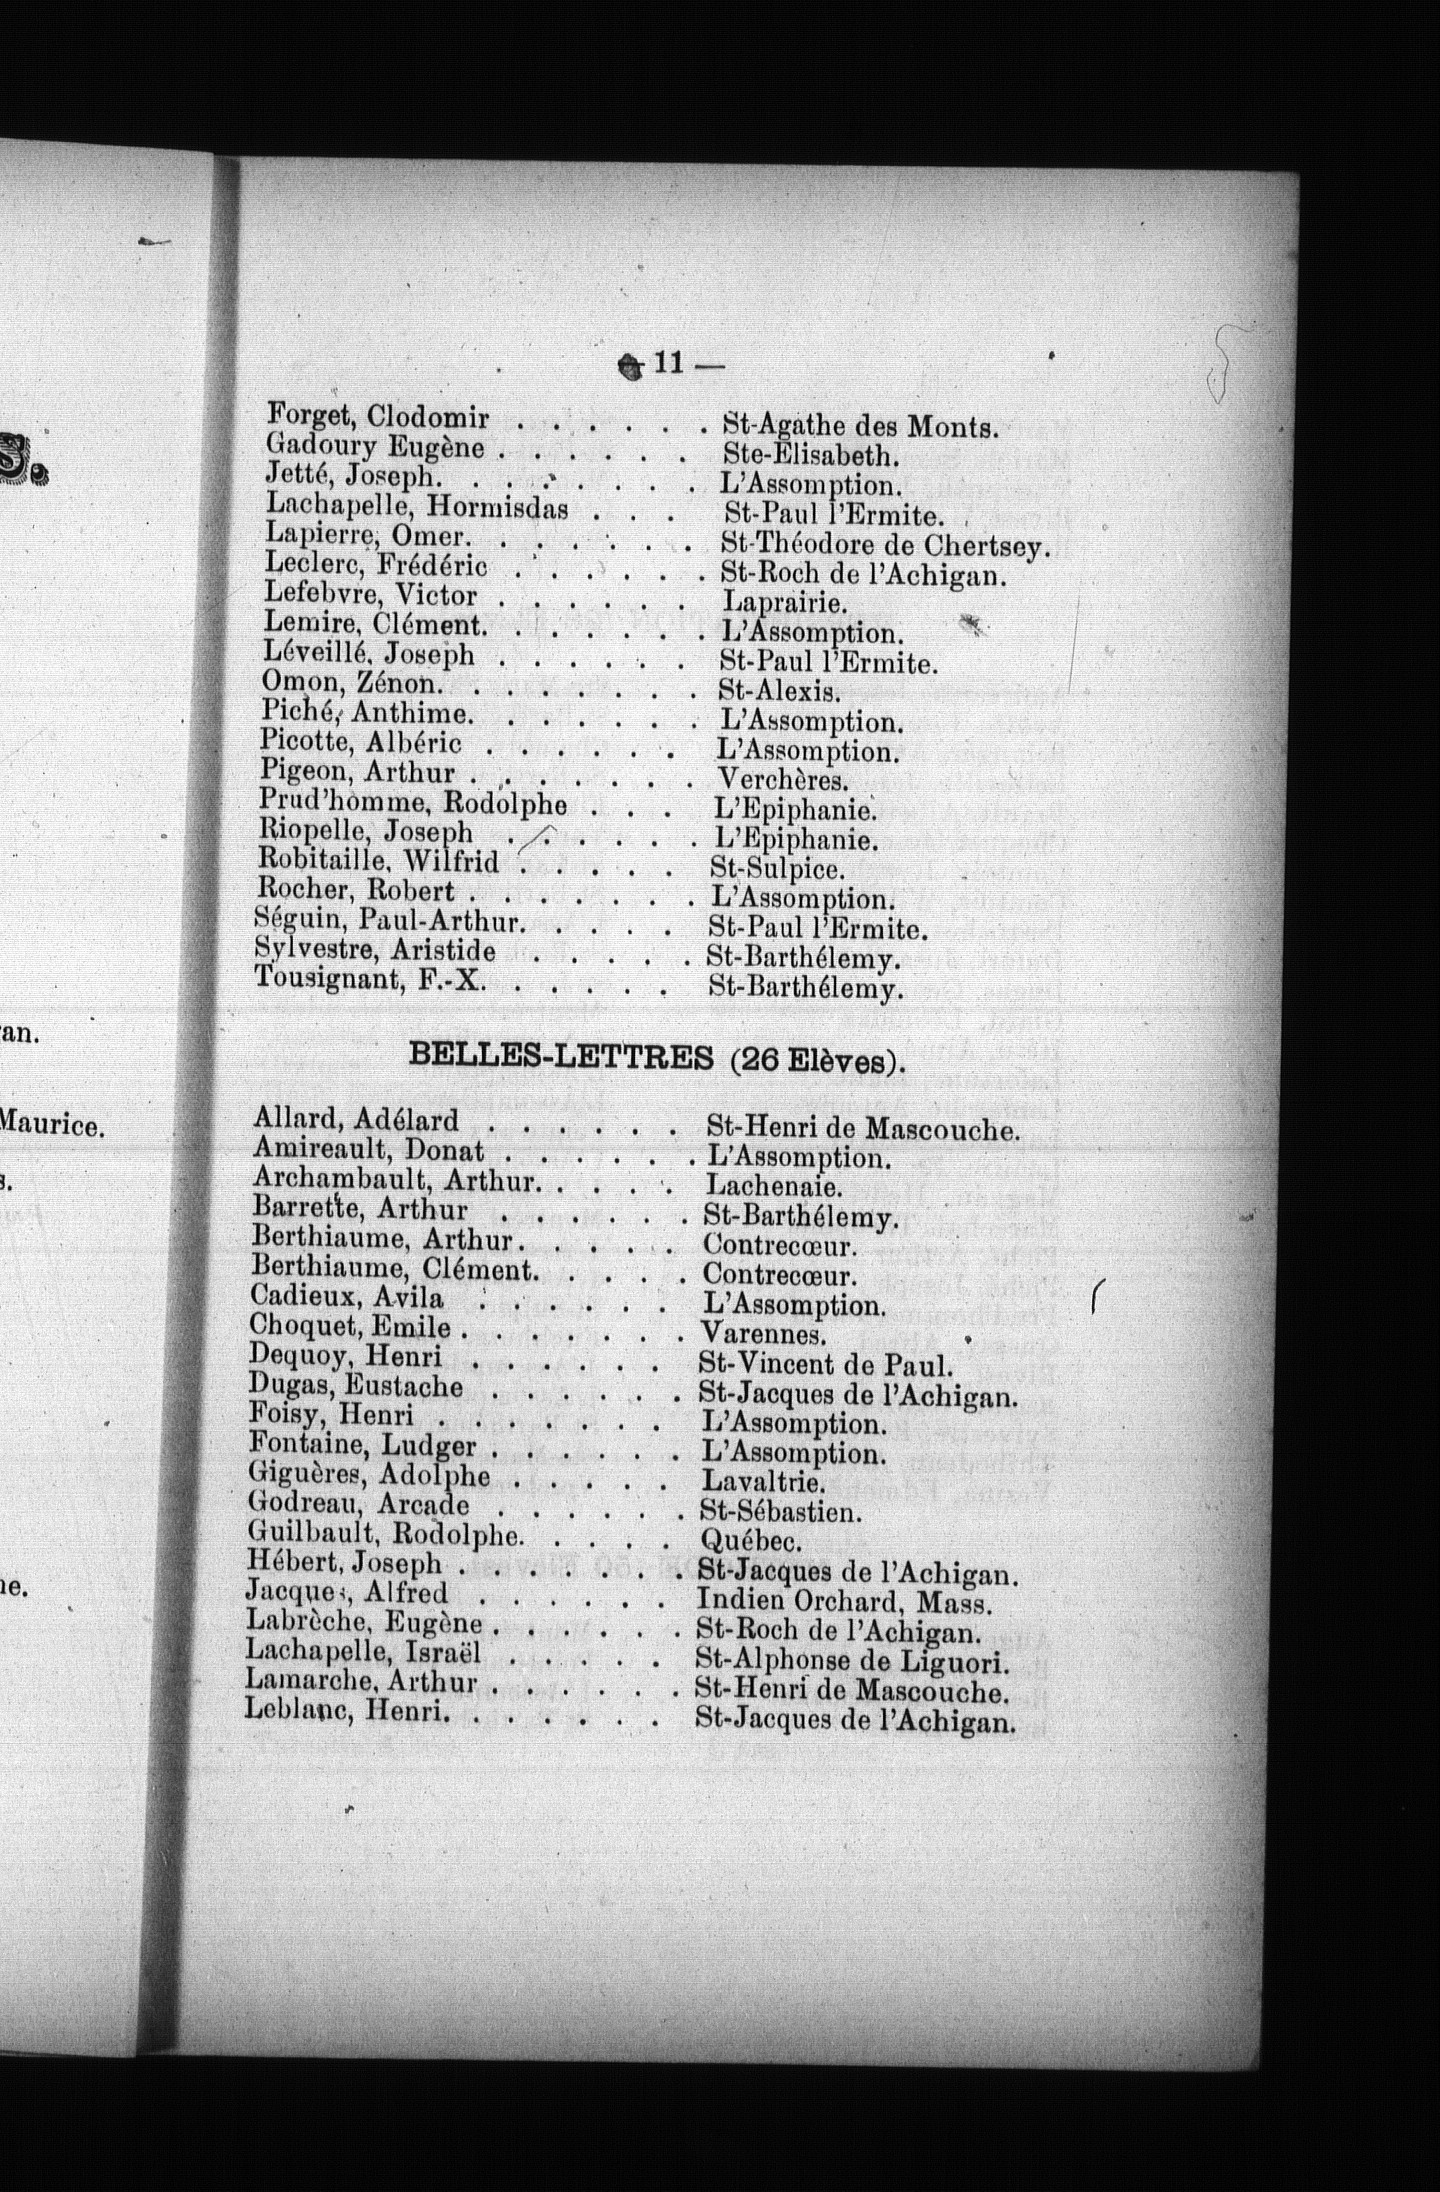 — 11 —
Forget, Clodomir . . . . . . St-Agathe des Monts.
Gadoury Eugène . . . . . . Ste-Elisabeth.
Jetté, Joseph. . . . . . . . L'Assomption.
Lachapelle, Hormisdas . . . St-Paul l'Ermite.
Lapierre, Omer. . . . . . . St-Théodore de Chertsey.
Leclerc, Frédéric . . . . . . St-Roch de l'Achigan.
Lefebvre, Victor . . . . . . Laprairie.
Lemire, Clément. . . . . . . L'Assomption.
Léveillé, Joseph . . . . . . St-Paul l'Ermite.
Omon, Zénon. . . . . . . . St-Alexis.
Piché, Anthime. . . . . . . L'Assomption.
Picotte, Albéric . . . . . . L'Assomption.
Pigeon, Arthur . . . . . . . Verchères.
Prud'homme, Rodolphe . . . L'Epiphanie.
Riopelle, Joseph . . . . . . L'Epiphanie.
Robitaille, Wilfrid . . . . . St-Sulpice.
Rocher, Robert . . . . . . . L'Assomption.
Séguin, Paul-Arthur. . . . . St-Paul l'Ermite.
Sylvestre, Aristide . . . . . St-Barthélemy.
Tousignant, F.-X. . . . . . St-Barthélemy.
BELLES-LETTRES (26 Elèves).
Allard, Adélard . . . . . . St-Henri de Mascouche.
Amireault, Donat . . . . . . L'Assomption.
Archambault, Arthur. . . . . Lachenaie.
Barrette, Arthur . . . . . . St-Barthélemy.
Berthiaume, Arthur. . . . . Contrecœur.
Berthiaume, Clément. . . . . Contrecœur.
Cadieux, Avila . . . . . . L'Assomption.
Choquet, Emile . . . . . . . Varennes.
Dequoy, Henri . . . . . . St-Vincent de Paul.
Dugas, Eustache . . . . . . St-Jacques de l'Achigan.
Foisy, Henri . . . . . . . L'Assomption.
Fontaine, Ludger . . . . . . L'Assomption.
Giguères, Adolphe . . . . . Lavaltrie.
Godreau, Arcade . . . . . . St-Sébastien.
Guilbault, Rodolphe. . . . . Québec.
Hébert, Joseph . . . . . . . St-Jacques de l'Achigan.
Jacques, Alfred . . . . . . Indien Orchard, Mass.
Labrèche, Eugène . . . . . . St-Roch de l'Achigan.
Lachapelle, Israël . . . . . St-Alphonse de Liguori.
Lamarche, Arthur . . . . . . St-Henri de Mascouche.
Leblanc, Henri. . . . . . . St-Jacques de l'Achigan.
S.
Maurice.